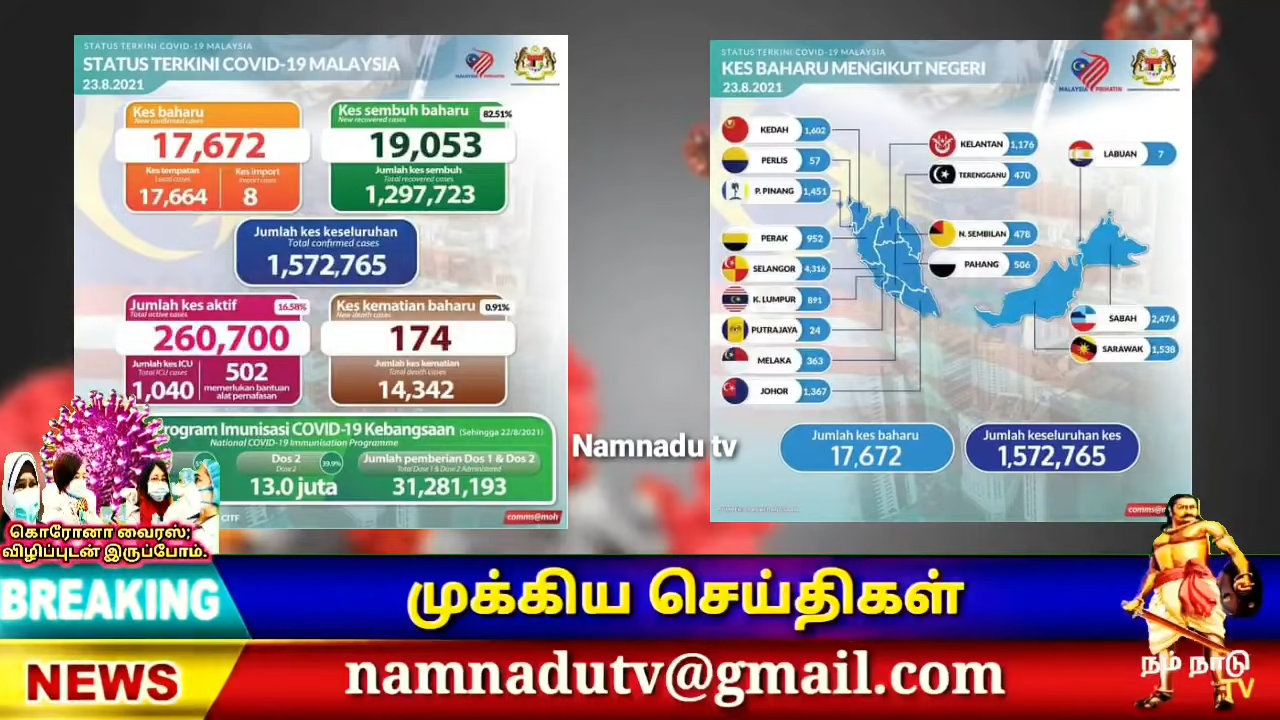 STATUS TERKINI COVID-19 MALAYSIA
STATUS TERKINI COVID-19 MALAYSIA
23.8.2021
MALAYSIA PRIHATIN
Kes baharu
New confirmed cases
17,672
Kes tempatan
Local cases
17,664
Kes import
Import cases
8
Kes sembuh baharu
New recovered cases
82.51%
19,053
Jumlah kes sembuh
Total recovered cases
1,297,723
Jumlah kes keseluruhan
Total confirmed cases
1,572,765
Jumlah kes aktif
Total active cases
16.58%
260,700
Jumlah kes ICU
Total ICU cases
1,040
502
memerlukan bantuan
alat pernafasan
Kes kematian baharu
New death cases
0.91%
174
Jumlah kes kematian
Total death cases
14,342
rogram Imunisasi COVID-19 Kebangsaan (Sehingga 22/8/2021)
National COVID-19 Immunisation Programme
Dos 2
Dose 2
39.9%
13.0 juta
Jumlah pemberian Dos 1 & Dos 2
Total Dose 1 & Dose 2 Administered
31,281,193
CITF
comms@moh
STATUS TERKINI COVID-19 MALAYSIA
KES BAHARU MENGIKUT NEGERI
23.8.2021
MALAYSIA PRIHATIN
KEDAH 1,602
PERLIS 57
P. PINANG 1,451
PERAK 952
SELANGOR 4,316
K. LUMPUR 891
PUTRAJAYA 24
MELAKA 363
JOHOR 1,367
KELANTAN 1,176
TERENGGANU 470
N. SEMBILAN 478
PAHANG 506
LABUAN 7
SABAH 2,474
SARAWAK 1,538
Jumlah kes baharu
17,672
Jumlah keseluruhan kes
1,572,765
comms@m
Namnadu tv
கொரோனா வைரஸ்;
விழிப்புடன் இருப்போம்.
BREAKING
முக்கிய செய்திகள்
NEWS
namnadutv@gmail.com
நம் நாடு
TV